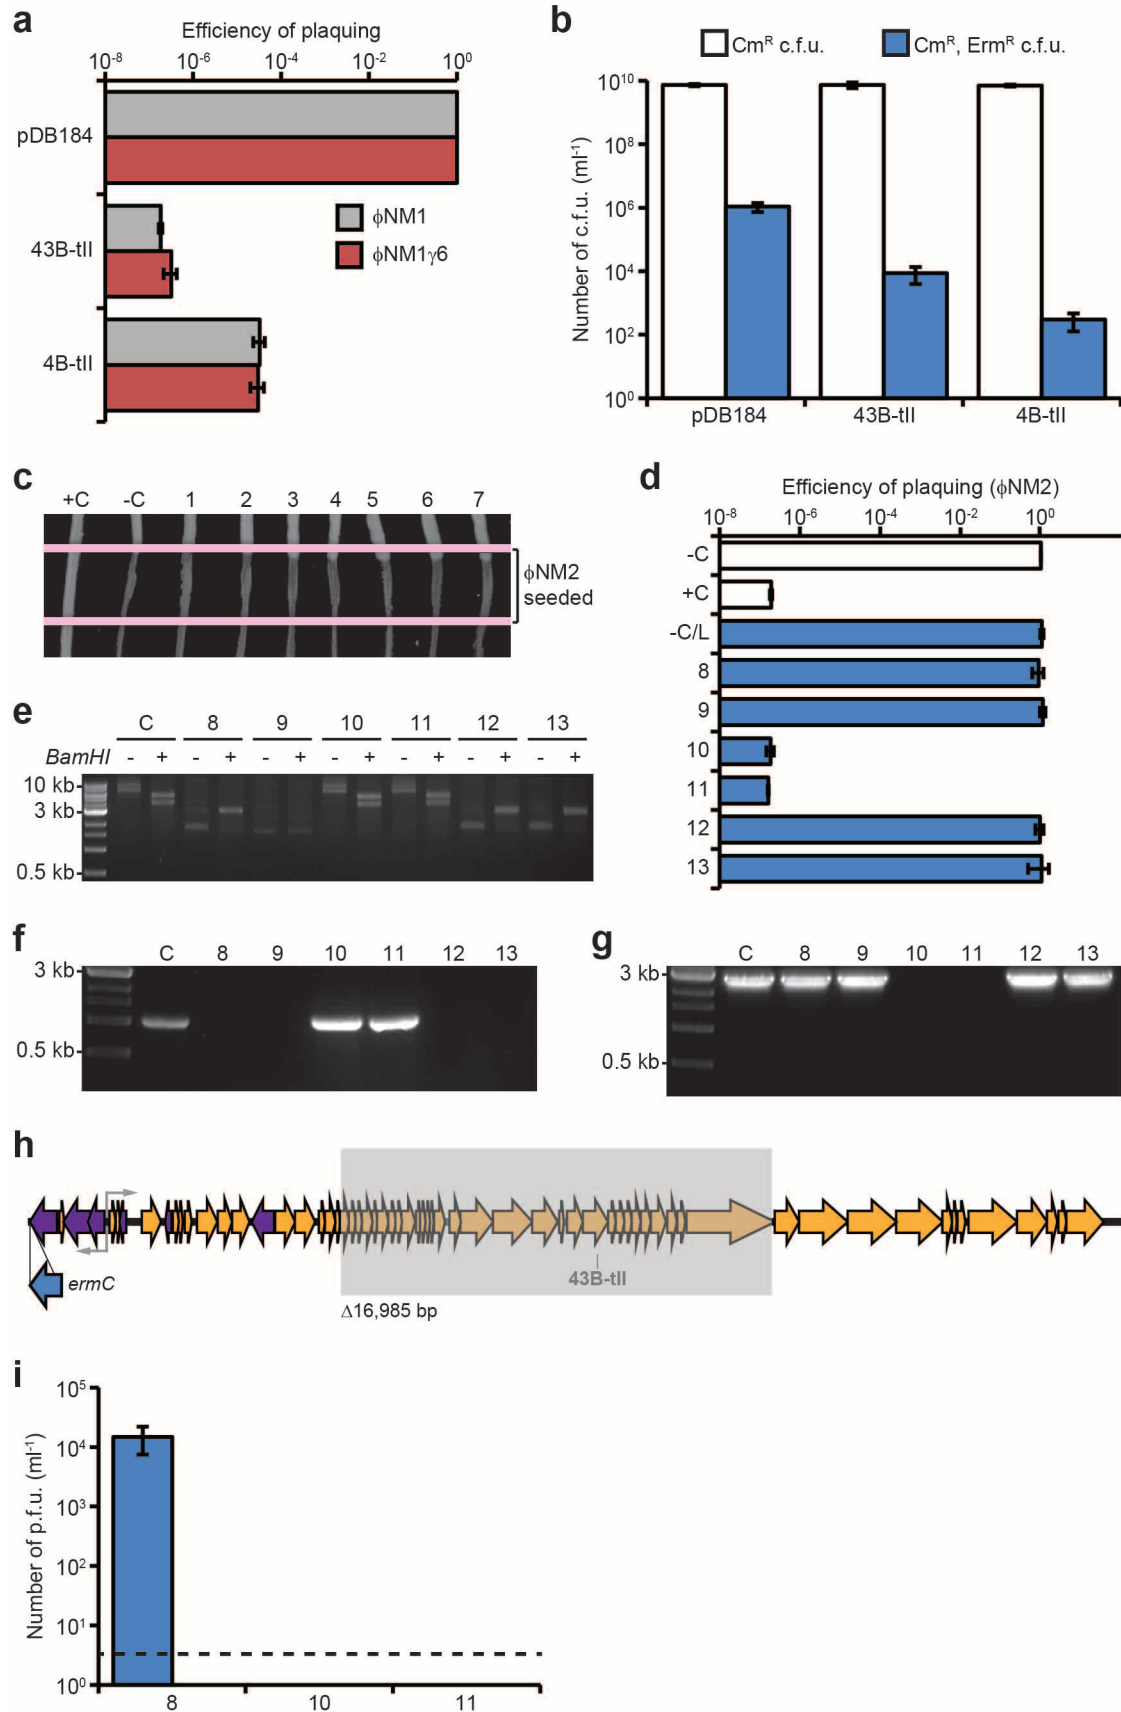 a
Efficiency of plaquing
10⁻⁸ 10⁻⁶ 10⁻⁴ 10⁻² 10⁰
pDB184
43B-tII
4B-tII
ϕNM1
ϕNM1γ6
b
Cmᴿ c.f.u.
Cmᴿ, Ermᴿ c.f.u.
Number of c.f.u. (ml⁻¹)
10¹⁰
10⁸
10⁶
10⁴
10²
10⁰
pDB184 43B-tII 4B-tII
c
+C -C 1 2 3 4 5 6 7
ϕNM2
seeded
d
Efficiency of plaquing (ϕNM2)
10⁻⁸ 10⁻⁶ 10⁻⁴ 10⁻² 10⁰
-C
+C
-C/L
8
9
10
11
12
13
e
C 8 9 10 11 12 13
BamHI - + - + - + - + - + - + - +
10 kb
3 kb
0.5 kb
f
C 8 9 10 11 12 13
3 kb
0.5 kb
g
C 8 9 10 11 12 13
3 kb
0.5 kb
h
ermC
43B-tII
Δ16,985 bp
i
Number of p.f.u. (ml⁻¹)
10⁵
10⁴
10³
10²
10¹
10⁰
8 10 11